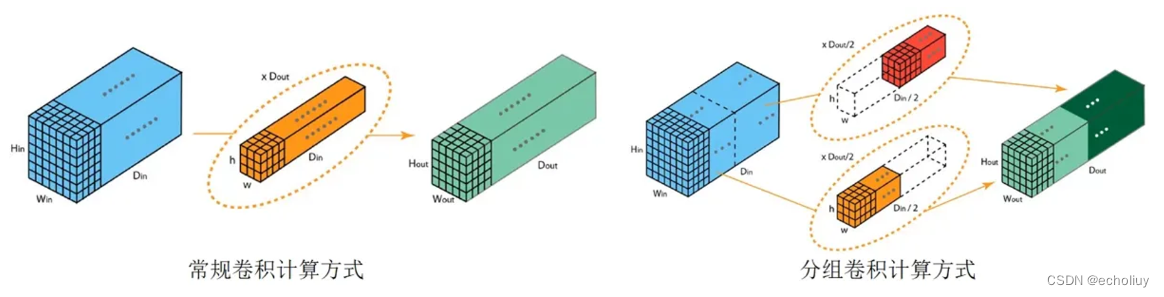 x Dout
Hin
Win
Din
h
w
Din
Hout
Wout
Dout
常规卷积计算方式
x Dout/2
h
w
Din / 2
Hin
Win
Din
x Dout/2
h
w
Din / 2
Hout
Wout
Dout
分组卷积计算方式
CSDN @echoliuy